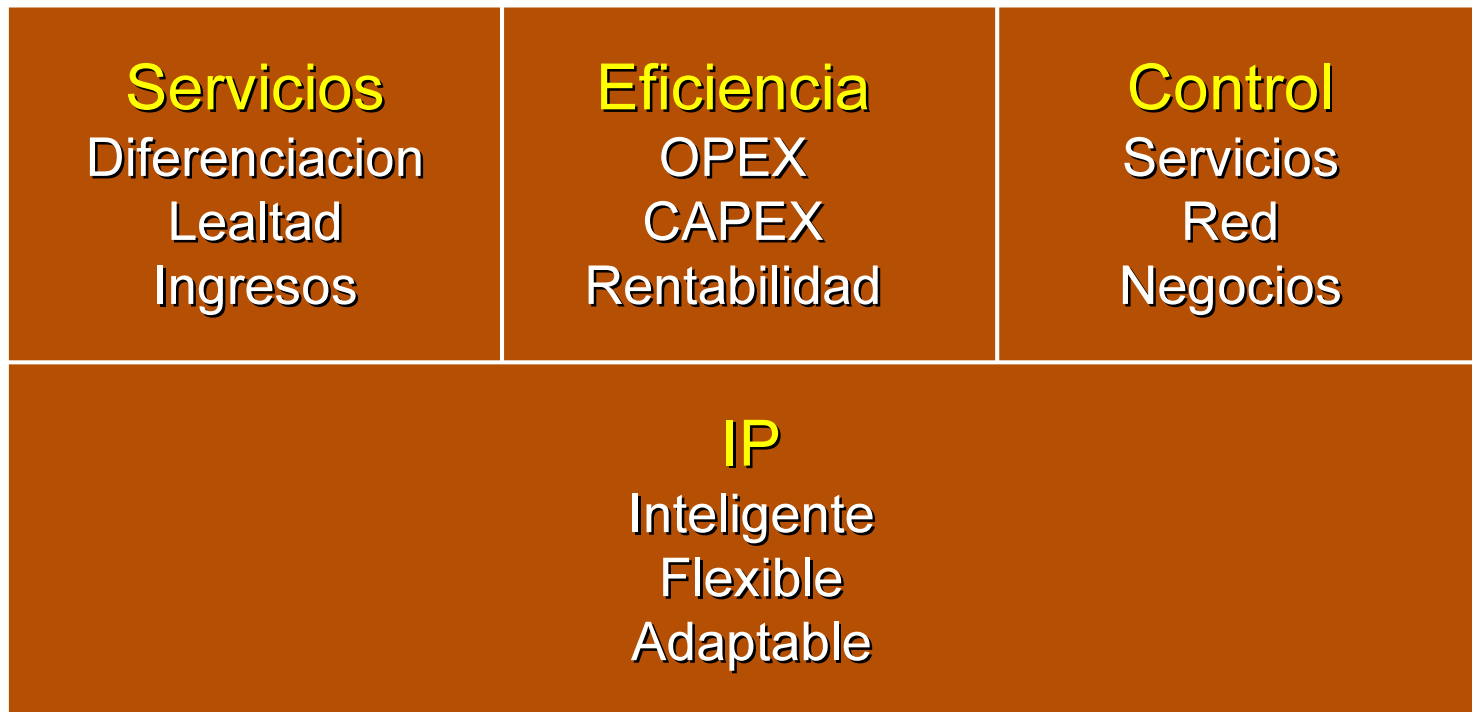 Servicios
Diferenciacion
Lealtad
Ingresos
Eficiencia
OPEX
CAPEX
Rentabilidad
Control
Servicios
Red
Negocios
IP
Inteligente
Flexible
Adaptable